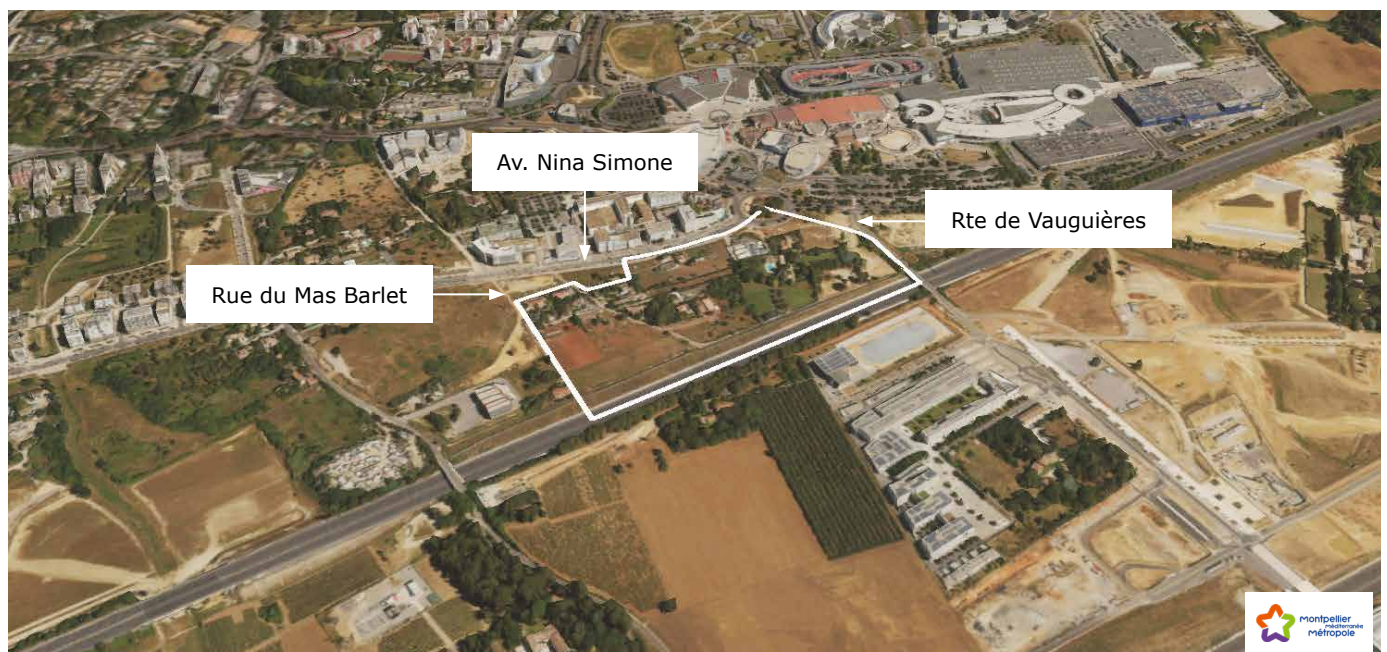 Av. Nina Simone
Rte de Vauguières
Rue du Mas Barlet
montpellier
méditerranée
métropole